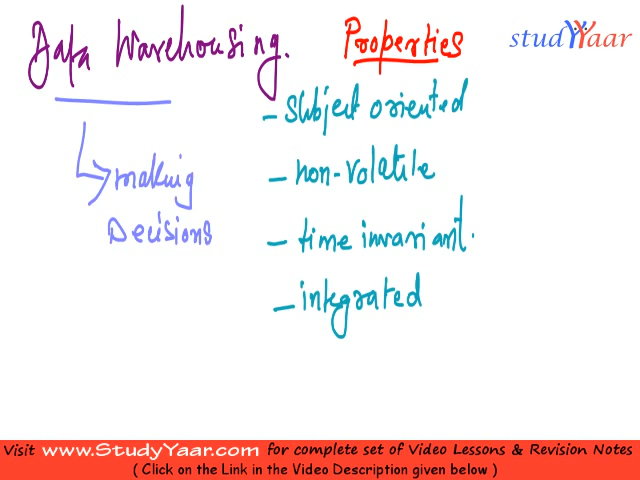 Data Warehousing.
Properties
studYYaar
- Subject oriented
- non-volatile
making
Decisions
- time invariant.
- integrated
Visit www.StudyYaar.com for complete set of Video Lessons & Revision Notes
( Click on the Link in the Video Description given below )